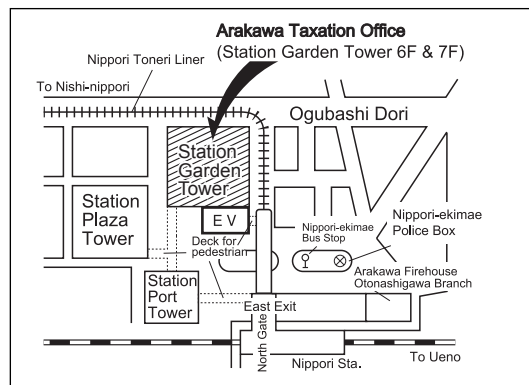 Arakawa Taxation Office
(Station Garden Tower 6F & 7F)
Nippori Toneri Liner
To Nishi-nippori
Ogubashi Dori
Station
Garden
Tower
Station
Plaza
Tower
E V
Nippori-ekimae
Bus Stop
Nippori-ekimae
Police Box
Deck for
pedestrian
Arakawa Firehouse
Otonashigawa Branch
Station
Port
Tower
East Exit
North Gate
Nippori Sta.
To Ueno